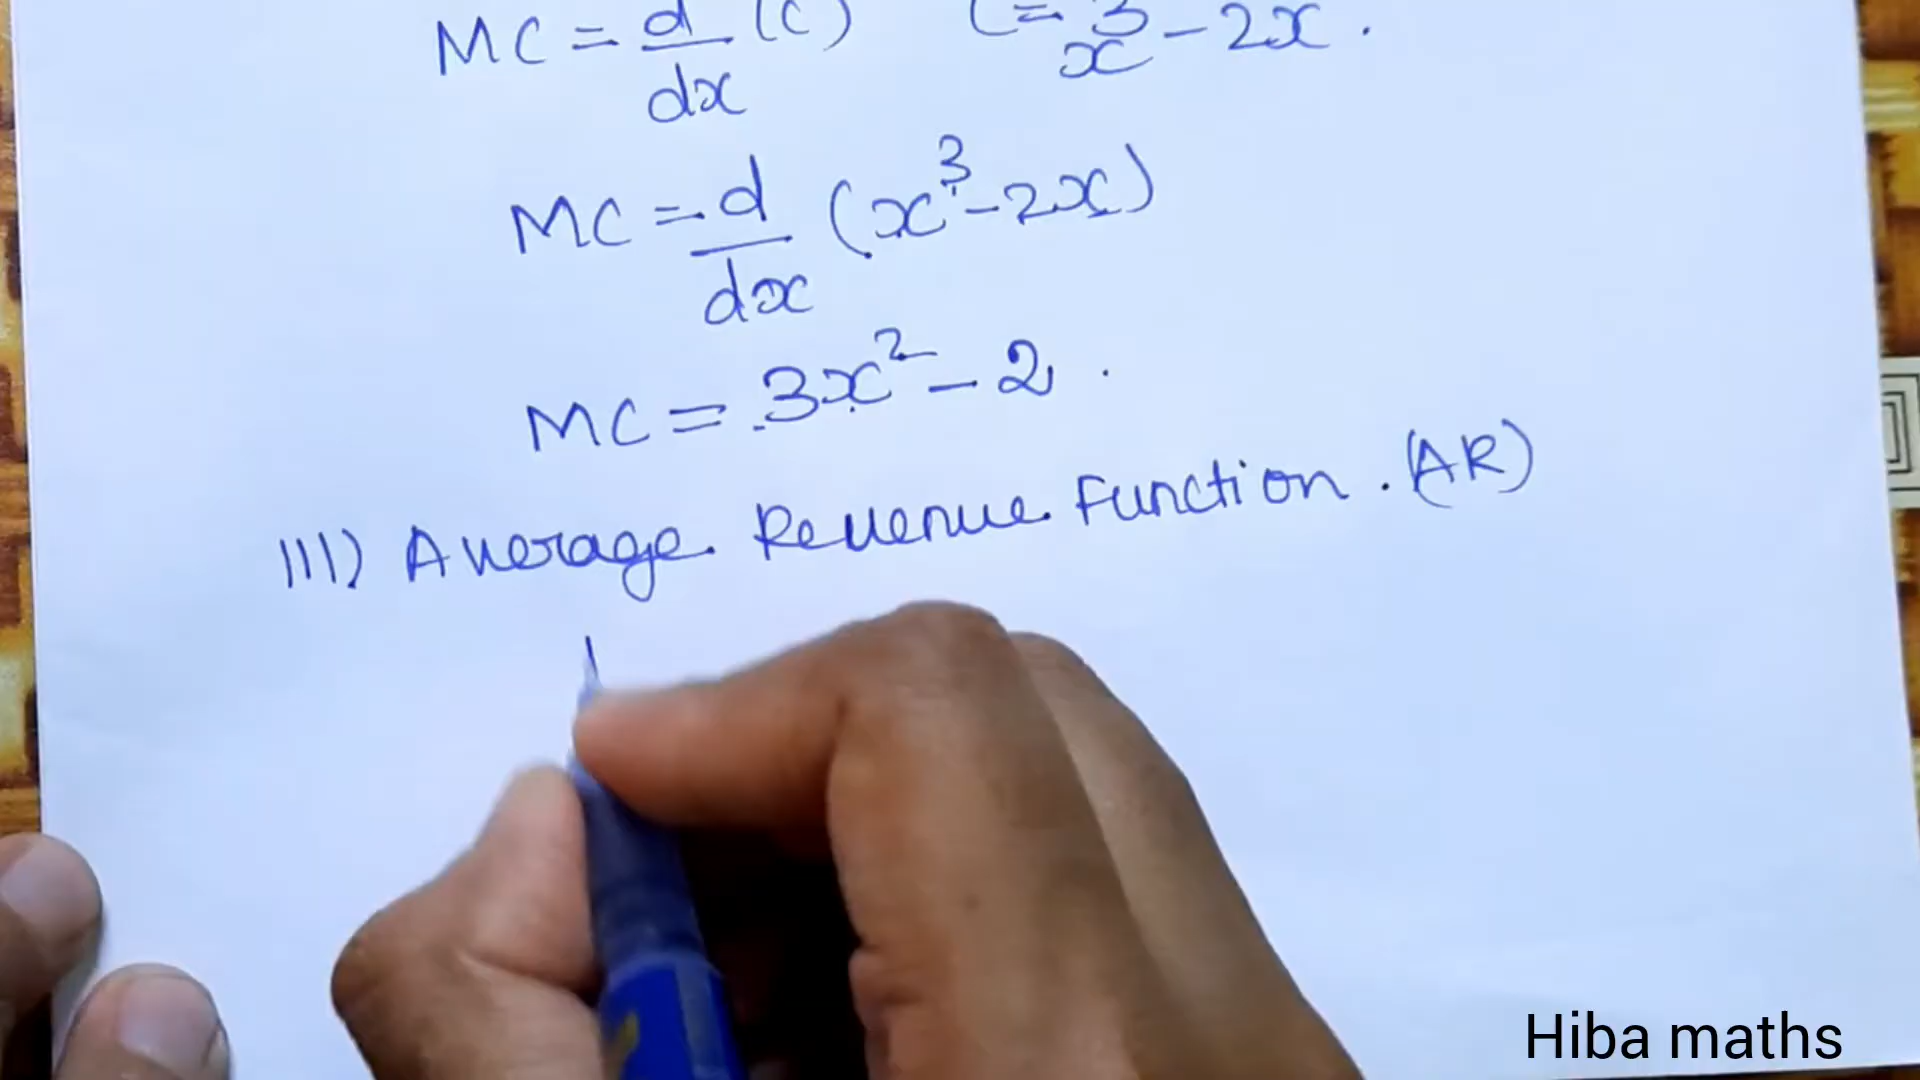 MC = d/dx (C) C = x³ - 2x.
MC = d/dx (x³ - 2x)
MC = 3x² - 2.
III) Average Revenue Function. (AR)
Hiba maths